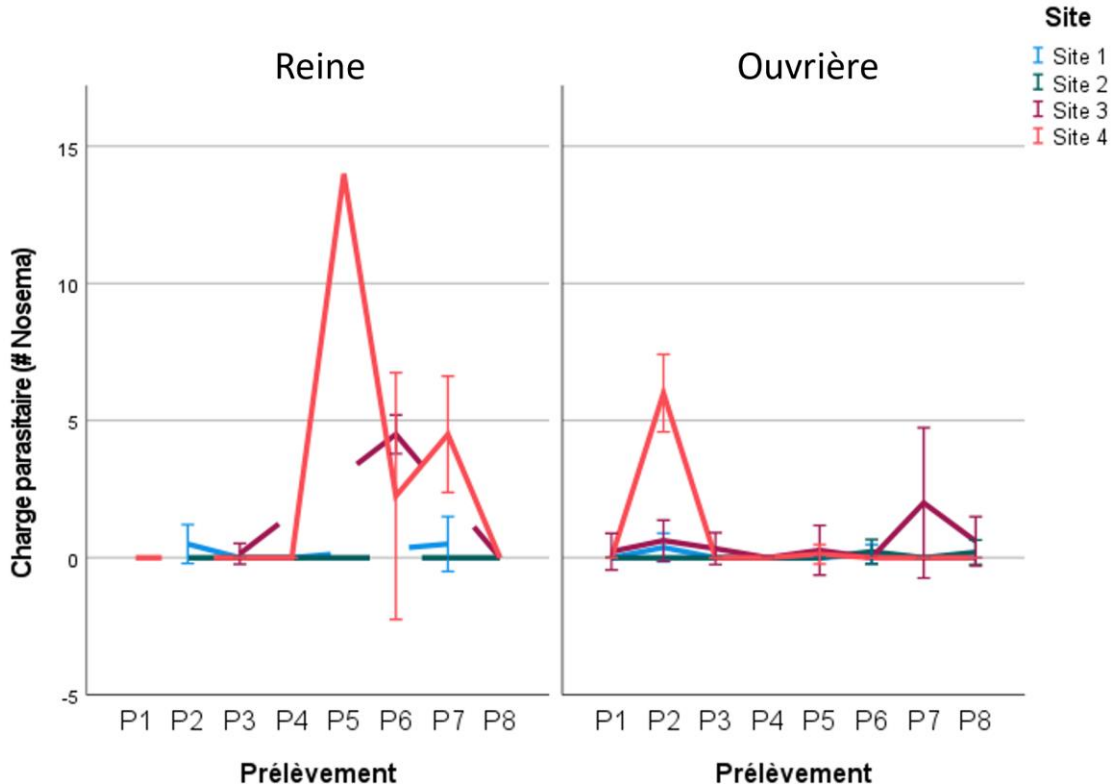 Site
Site 1
Site 2
Site 3
Site 4
Reine
Ouvrière
Charge parasitaire (# Nosema)
15
10
5
0
-5
P1 P2 P3 P4 P5 P6 P7 P8
P1 P2 P3 P4 P5 P6 P7 P8
Prélèvement
Prélèvement